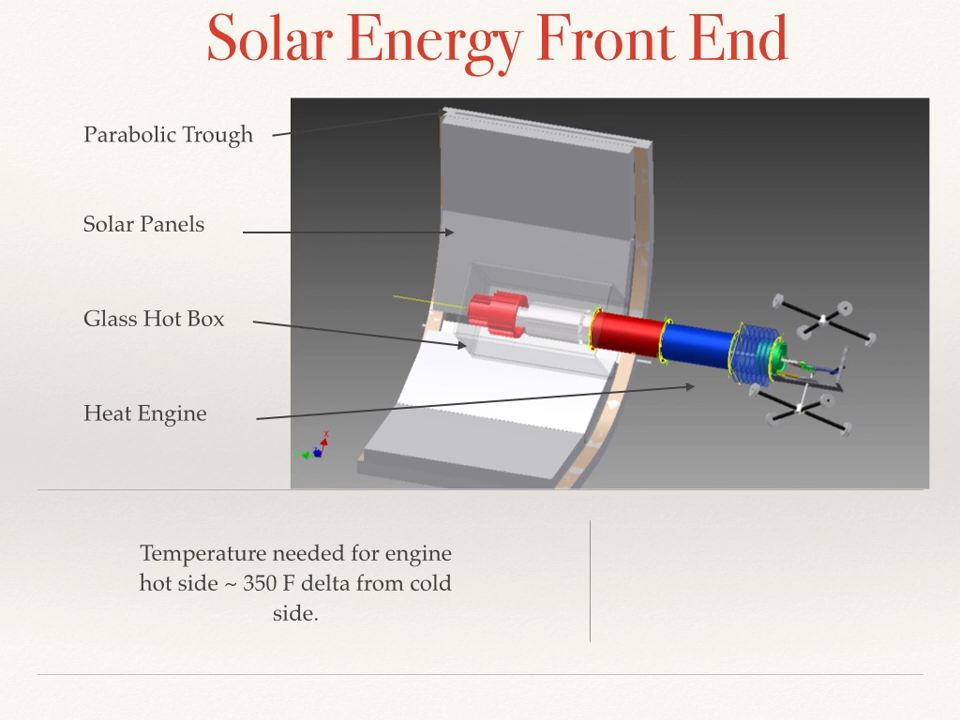 Solar Energy Front End
Parabolic Trough
Solar Panels
Glass Hot Box
Heat Engine
X
Temperature needed for engine
hot side ~ 350 F delta from cold
side.